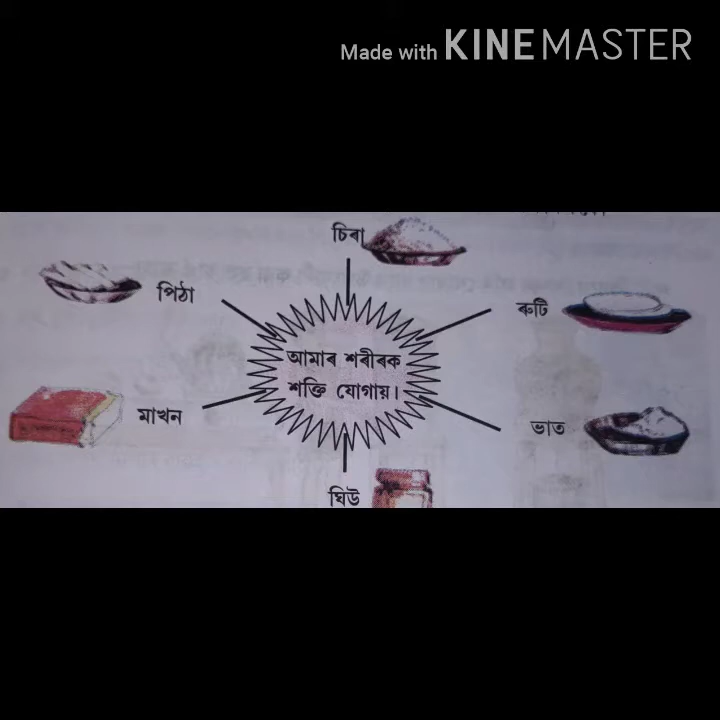 Made with KINEMASTER
চিৰা
পিঠা
ৰুটি
আমাৰ শৰীৰক
শক্তি যোগায়।
মাখন
ভাত
ঘিউ